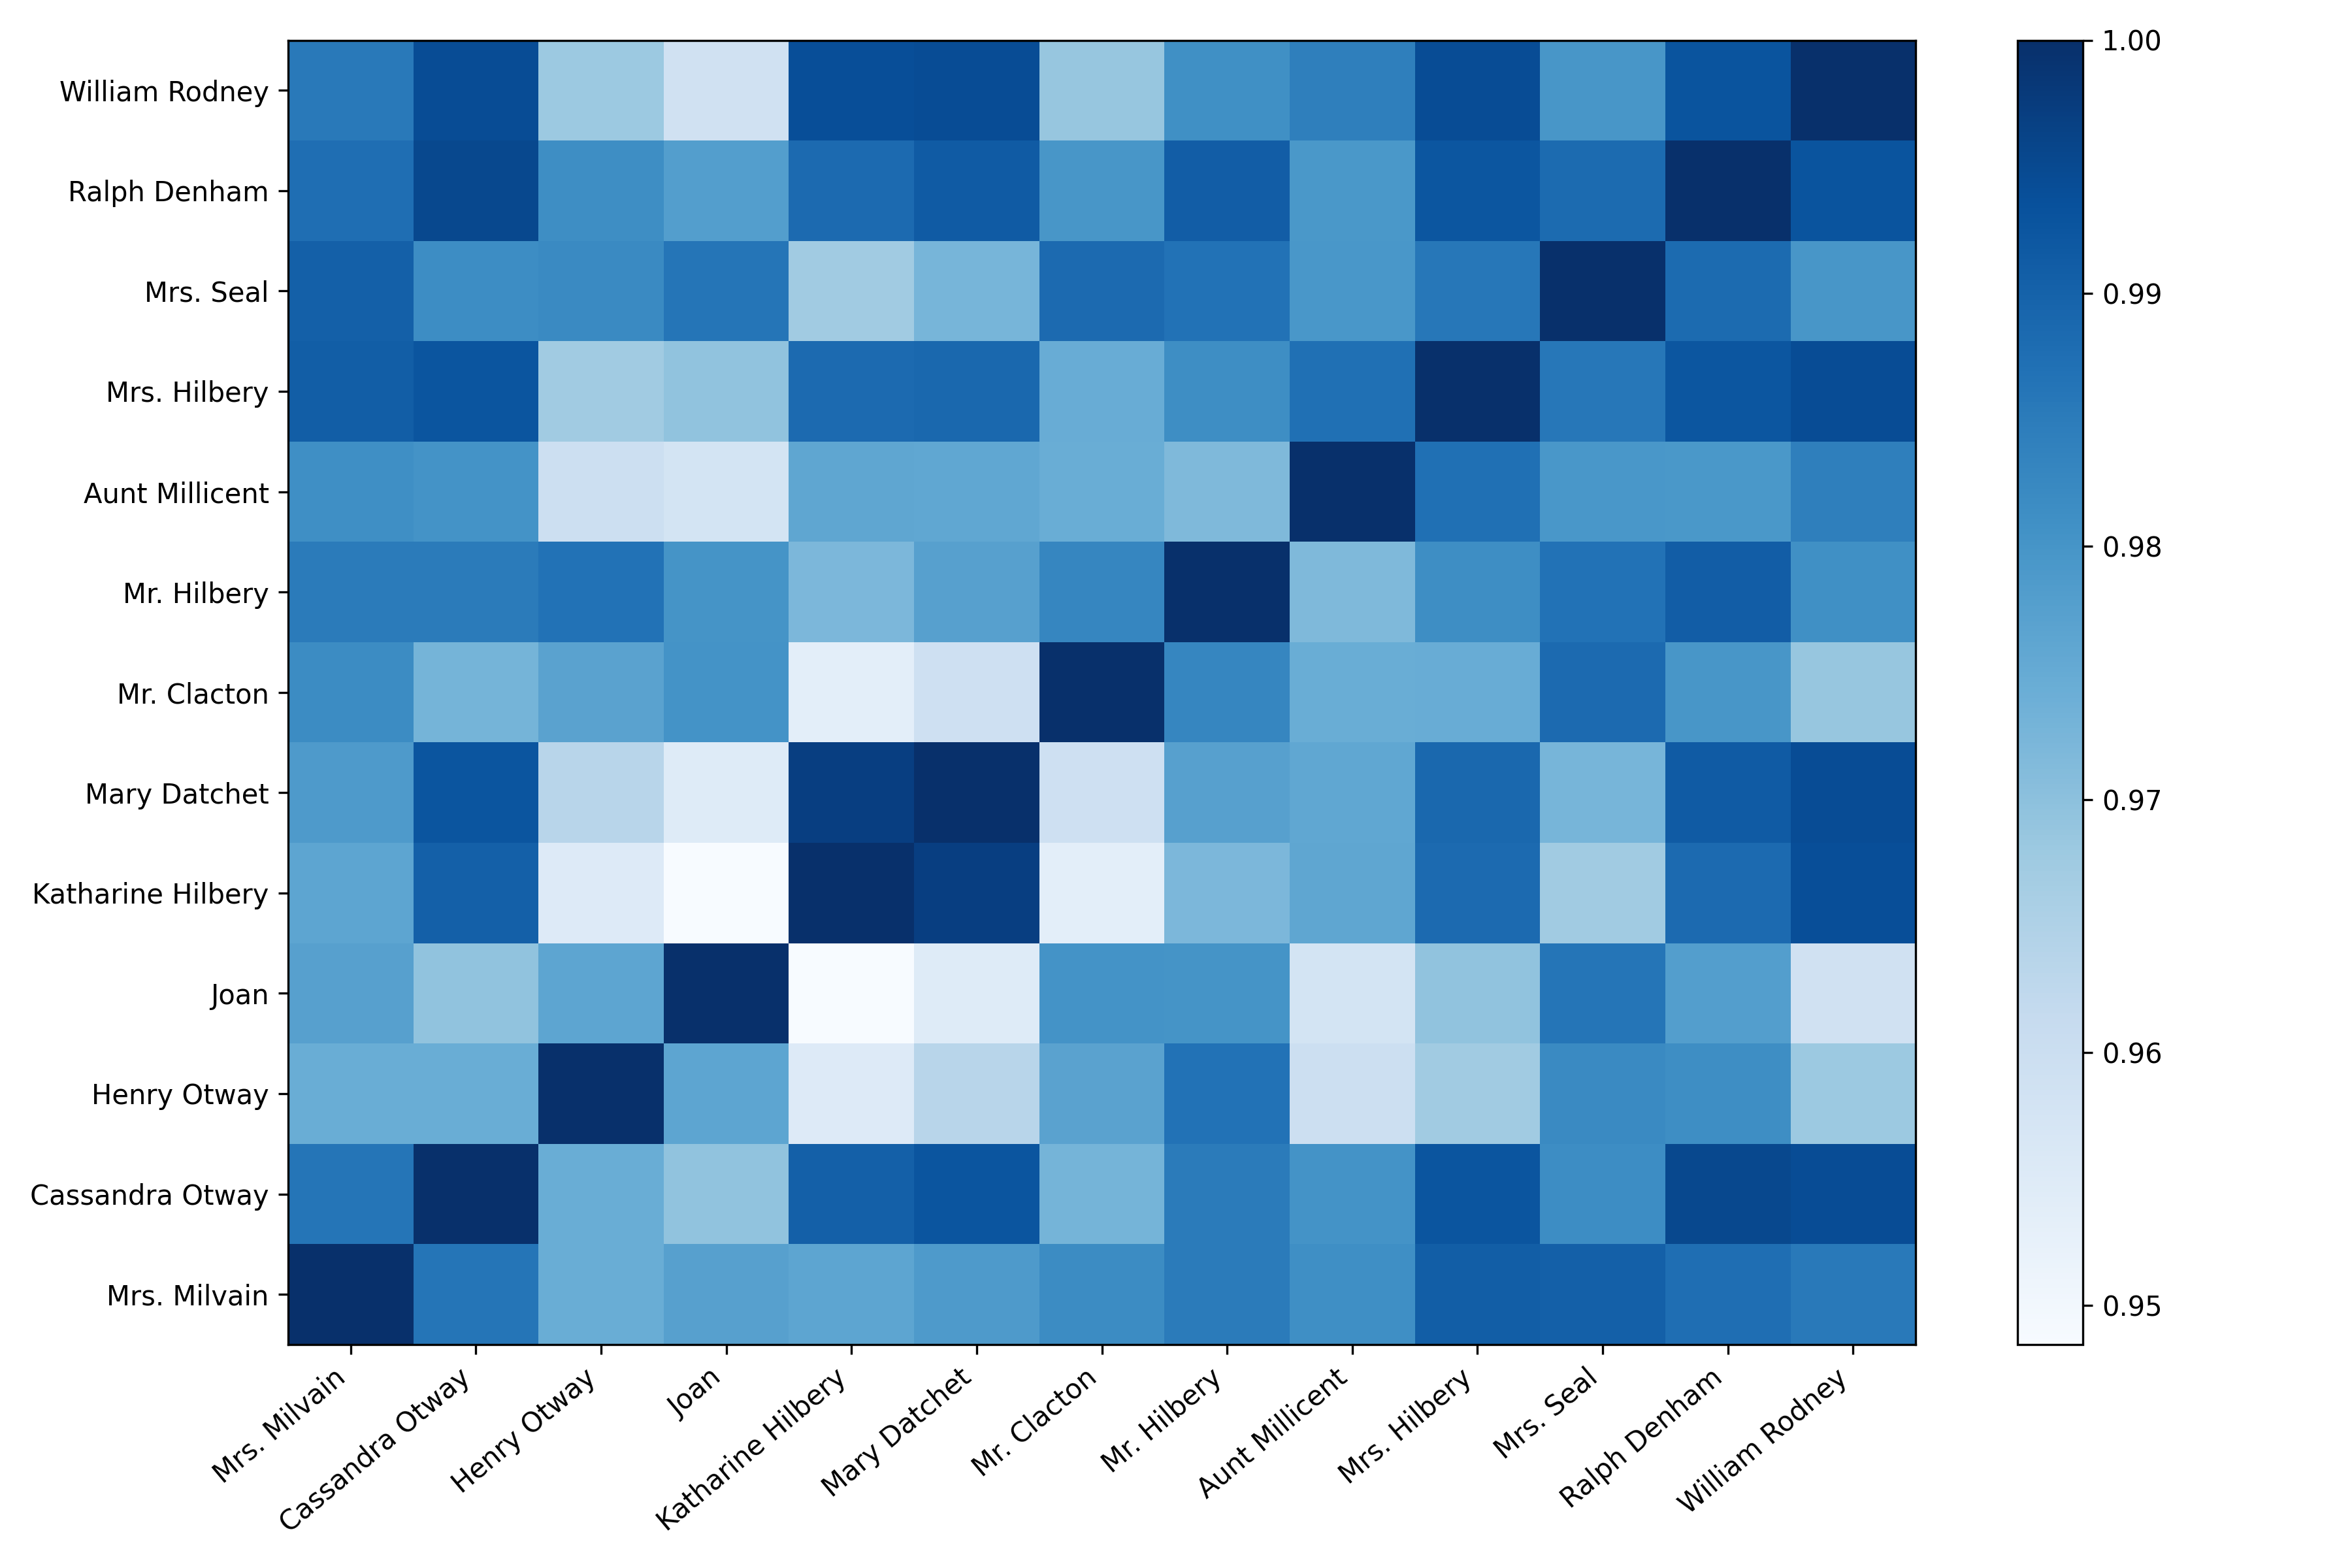 William Rodney
Ralph Denham
Mrs. Seal
Mrs. Hilbery
Aunt Millicent
Mr. Hilbery
Mr. Clacton
Mary Datchet
Katharine Hilbery
Joan
Henry Otway
Cassandra Otway
Mrs. Milvain
Mrs. Milvain
Cassandra Otway
Henry Otway
Joan
Katharine Hilbery
Mary Datchet
Mr. Clacton
Mr. Hilbery
Aunt Millicent
Mrs. Hilbery
Mrs. Seal
Ralph Denham
William Rodney
1.00
0.99
0.98
0.97
0.96
0.95